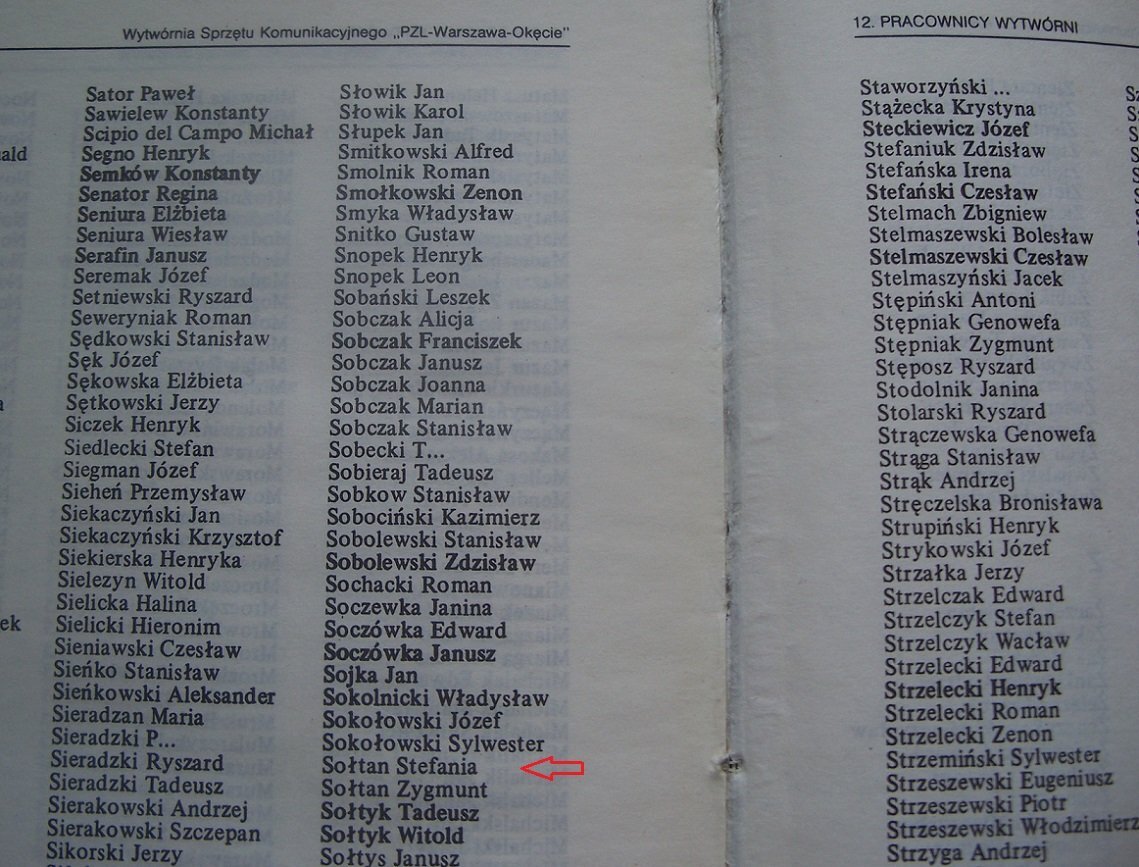 Wytwórnia Sprzętu Komunikacyjnego „PZL-Warszawa-Okęcie”
ald
ek
Sator Paweł
Sawielew Konstanty
Scipio del Campo Michał
Segno Henryk
Semków Konstanty
Senator Regina
Seniura Elżbieta
Seniura Wiesław
Serafin Janusz
Seremak Józef
Setniewski Ryszard
Seweryniak Roman
Sędkowski Stanisław
Sęk Józef
Sękowska Elżbieta
Sętkowski Jerzy
Siczek Henryk
Siedlecki Stefan
Siegman Józef
Sieheń Przemysław
Siekaczyński Jan
Siekaczyński Krzysztof
Siekierska Henryka
Sielezyn Witold
Sielicka Halina
Sielicki Hieronim
Sieniawski Czesław
Sieńko Stanisław
Sieńkowski Aleksander
Sieradzan Maria
Sieradzki P...
Sieradzki Ryszard
Sieradzki Tadeusz
Sierakowski Andrzej
Sierakowski Szczepan
Sikorski Jerzy
Słowik Jan
Słowik Karol
Słupek Jan
Smitkowski Alfred
Smolnik Roman
Smołkowski Zenon
Smyka Władysław
Snitko Gustaw
Snopek Henryk
Snopek Leon
Sobański Leszek
Sobczak Alicja
Sobczak Franciszek
Sobczak Janusz
Sobczak Joanna
Sobczak Marian
Sobczak Stanisław
Sobecki T...
Sobieraj Tadeusz
Sobkow Stanisław
Sobociński Kazimierz
Sobolewski Stanisław
Sobolewski Zdzisław
Sochacki Roman
Soczewka Janina
Soczówka Edward
Soczówka Janusz
Sojka Jan
Sokolnicki Władysław
Sokołowski Józef
Sokołowski Sylwester
Sołtan Stefania
Sołtan Zygmunt
Sołtyk Tadeusz
Sołtyk Witold
Sołtys Janusz
12. PRACOWNICY WYTWÓRNI
Staworzyński ...
Stążecka Krystyna
Steckiewicz Józef
Stefaniuk Zdzisław
Stefańska Irena
Stefański Czesław
Stelmach Zbigniew
Stelmaszewski Bolesław
Stelmaszewski Czesław
Stelmaszyński Jacek
Stępiński Antoni
Stępniak Genowefa
Stępniak Zygmunt
Stęposz Ryszard
Stodolnik Janina
Stolarski Ryszard
Strączewska Genowefa
Strąga Stanisław
Strąk Andrzej
Stręczelska Bronisława
Strupiński Henryk
Strykowski Józef
Strzałka Jerzy
Strzelczak Edward
Strzelczyk Stefan
Strzelczyk Wacław
Strzelecki Edward
Strzelecki Henryk
Strzelecki Roman
Strzelecki Zenon
Strzemiński Sylwester
Strzeszewski Eugeniusz
Strzeszewski Piotr
Strzeszewski Włodzimierz
Strzyga Andrzej